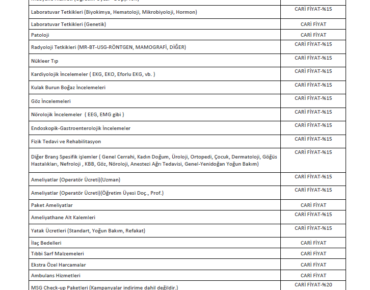 CARİ FİYAT-%15
Laboratuvar Tetkikleri (Biyokimya, Hematoloji, Mikrobiyoloji, Hormon)
CARİ FİYAT-%15
Laboratuvar Tetkikleri (Genetik)
CARİ FİYAT
Patoloji
CARİ FİYAT
Radyoloji Tetkikleri (MR-BT-USG-RÖNTGEN, MAMOGRAFİ, DİĞER)
CARİ FİYAT-%15
Nükleer Tıp
CARİ FİYAT-%15
Kardiyolojik İncelemeler ( EKG, EKO, Eforlu EKG, vb. )
CARİ FİYAT-%15
Kulak Burun Boğaz İncelemeleri
CARİ FİYAT-%15
Göz İncelemeleri
CARİ FİYAT-%15
Nörolojik İncelemeler ( EEG, EMG gibi )
CARİ FİYAT-%15
Endoskopik-Gastroenterolojik İncelemeler
CARİ FİYAT-%15
Fizik Tedavi ve Rehabilitasyon
CARİ FİYAT-%15
Diğer Branş Spesifik İşlemler ( Genel Cerrahi, Kadın Doğum, Üroloji, Ortopedi, Çocuk, Dermatoloji, Göğüs
Hastalıkları, Nefroloji , KBB, Göz, Nöroloji, Anestezi Ağrı Tedavisi, Genel-Yenidoğan Yoğun Bakım)
CARİ FİYAT-%15
Ameliyatlar (Operatör Ücreti)(Uzman)
CARİ FİYAT-%15
Ameliyatlar (Operatör Ücreti)(Öğretim Üyesi Doç., Prof.)
CARİ FİYAT-%15
Paket Ameliyatlar
CARİ FİYAT
Ameliyathane Alt Kalemleri
CARİ FİYAT-%15
Yatak Ücretleri (Standart, Yoğun Bakım, Refakat)
CARİ FİYAT-%15
İlaç Bedelleri
CARİ FİYAT
Tıbbi Sarf Malzemeleri
CARİ FİYAT
Ekstra Özel Harcamalar
CARİ FİYAT
Ambulans Hizmetleri
CARİ FİYAT
MSG Check-up Paketleri (Kampanyalar indirime dahil değildir.)
CARİ FİYAT-%20